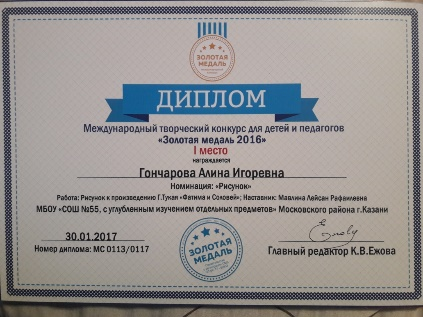 ЗОЛОТАЯ
МЕДАЛЬ
ДИПЛОМ
Международный творческий конкурс для детей и педагогов
«Золотая медаль 2016»
I место
награждается
Гончарова Алина Игоревна
Номинация: «Рисунок»
Работа: Рисунок к произведению Г.Тукая «Фатима и Соловей»; Наставник: Мавлина Лейсан Рафаилевна
МБОУ «СОШ №55, с углубленным изучением отдельных предметов» Московского района г.Казани
30.01.2017
Номер диплома: МС 0113/0117
ЗОЛОТАЯ
МЕДАЛЬ
Главный редактор К.В.Ежова